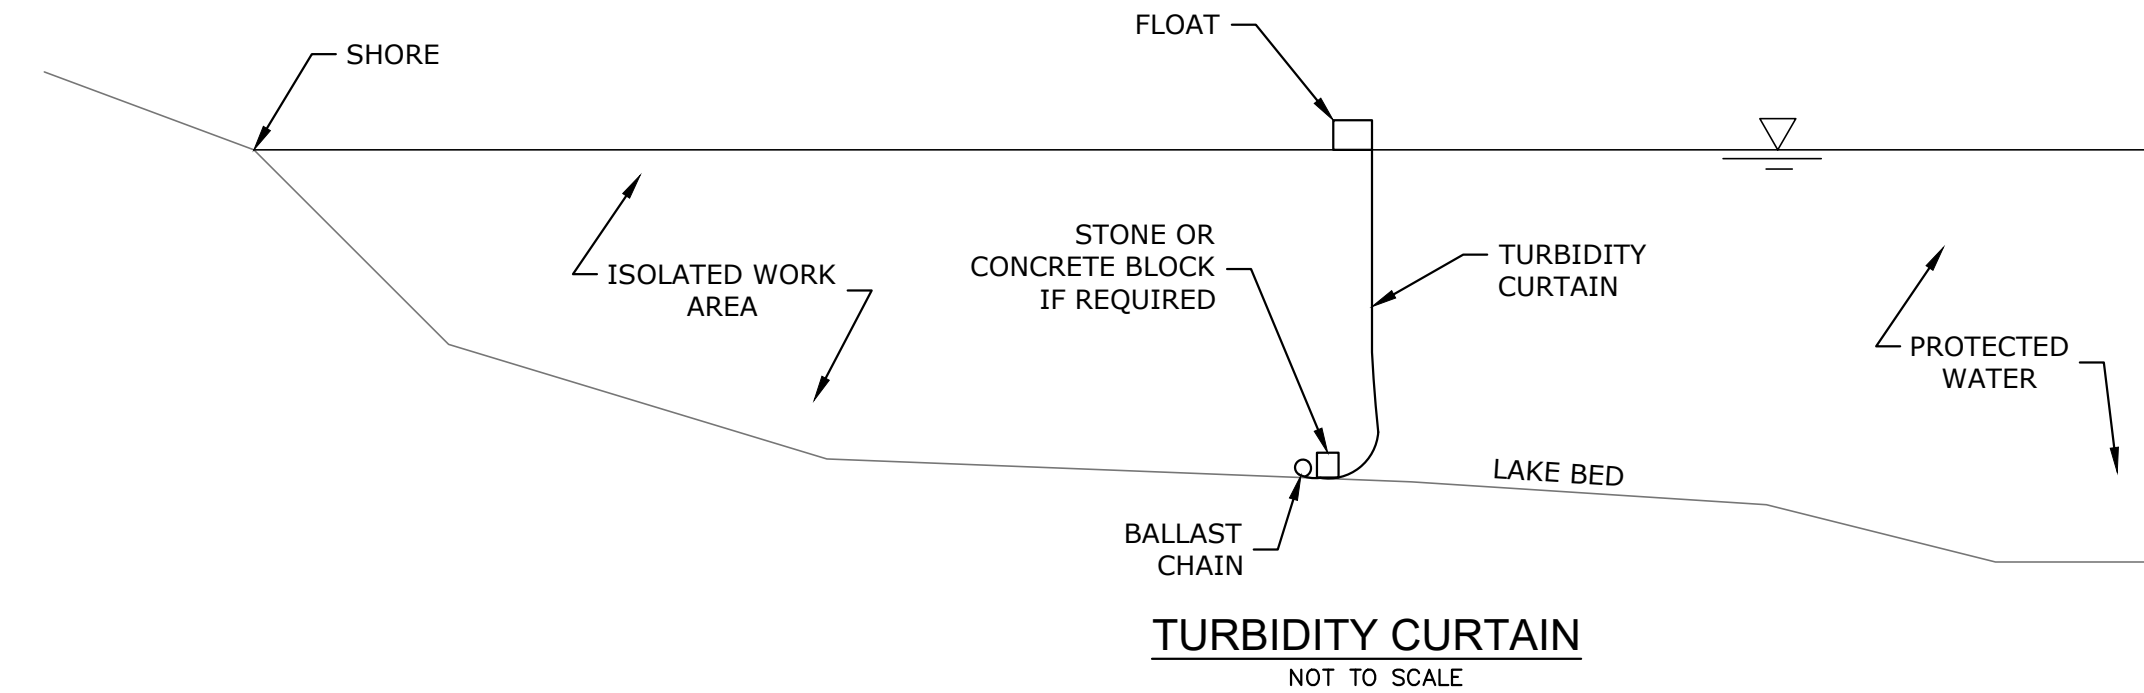 FLOAT
SHORE
STONE OR
CONCRETE BLOCK
IF REQUIRED
TURBIDITY
CURTAIN
ISOLATED WORK
AREA
PROTECTED
WATER
LAKE BED
BALLAST
CHAIN
TURBIDITY CURTAIN
NOT TO SCALE